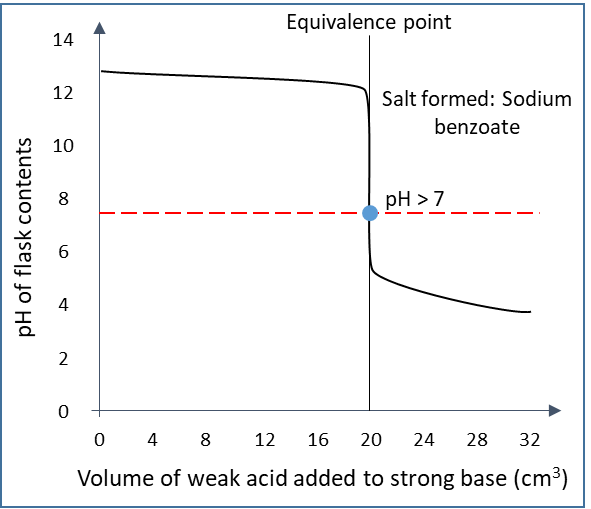 Equivalence point
14
12
10
8
6
4
2
0
pH of flask contents
Salt formed: Sodium
benzoate
pH > 7
0 4 8 12 16 20 24 28 32
Volume of weak acid added to strong base (cm³)